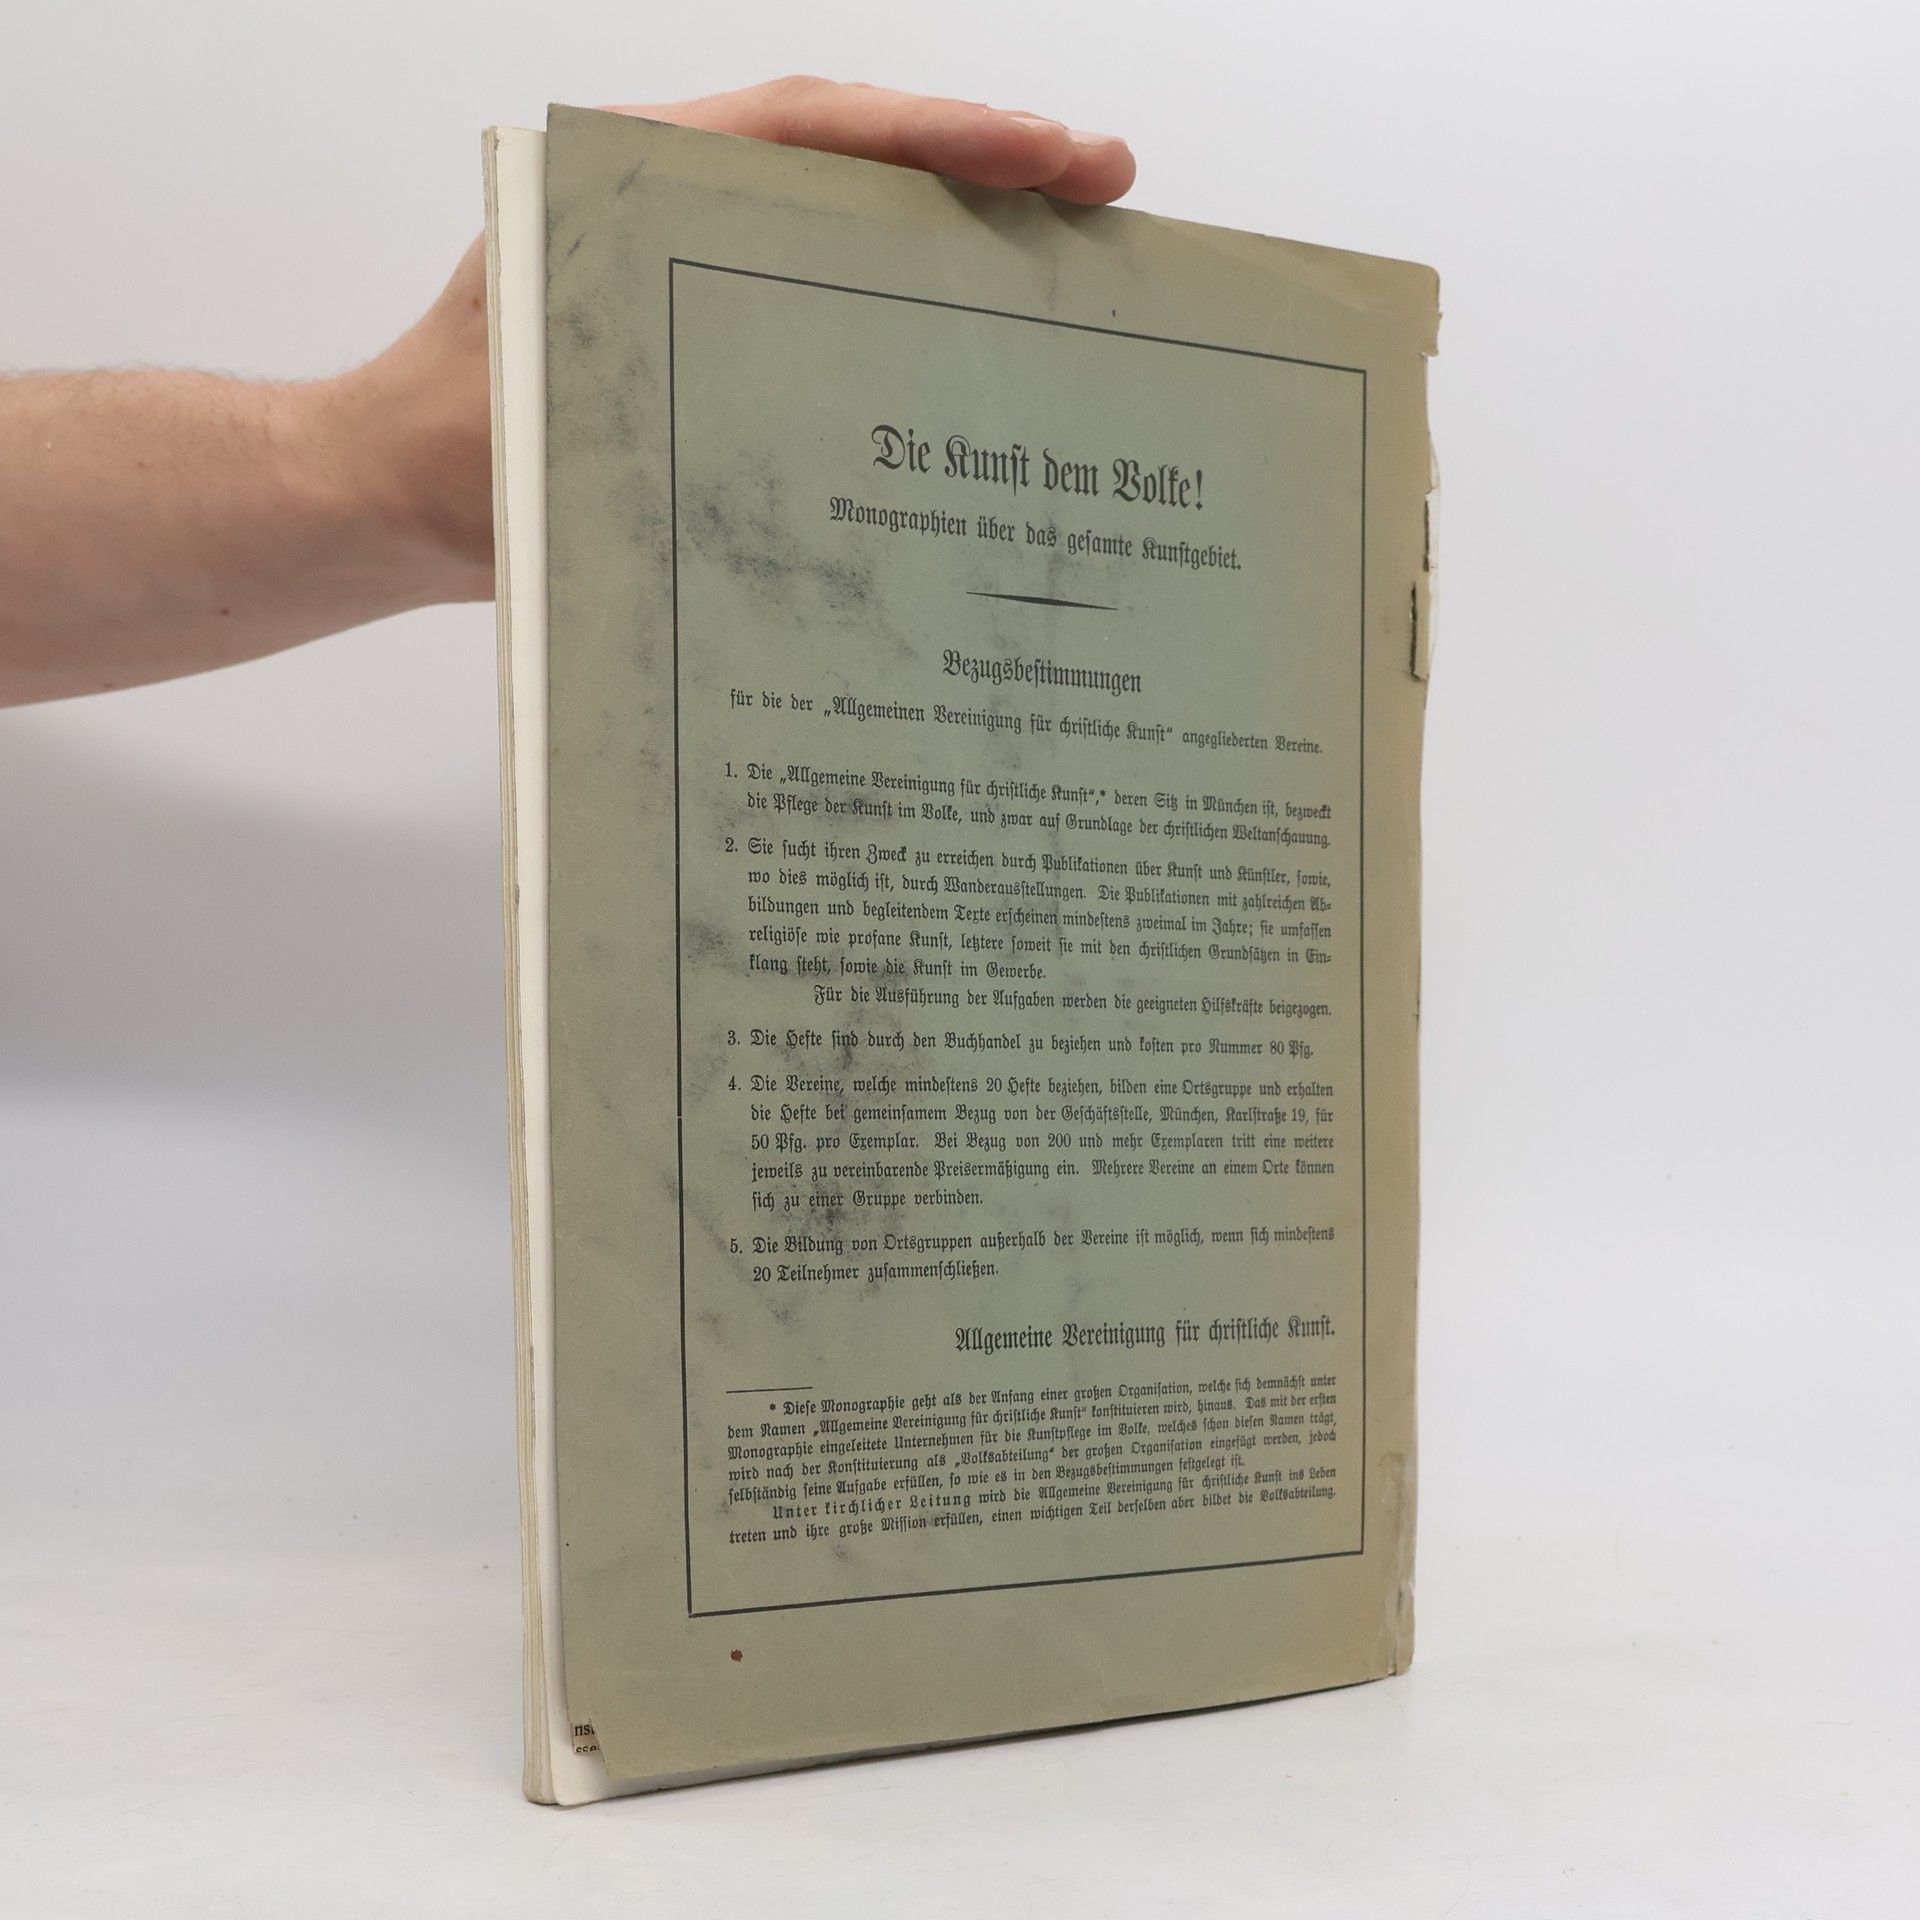 Die Kunst dem Volke!
Monographien über das gesamte Kunstgebiet.
Bezugsbestimmungen
für die der „Allgemeinen Vereinigung für christliche Kunst“ angegliederten Vereine.
1. Die „Allgemeine Vereinigung für christliche Kunst“,* deren Sitz in München ist, bezweckt
die Pflege der Kunst im Volke, und zwar auf Grundlage der christlichen Weltanschauung.
2. Sie sucht ihren Zweck zu erreichen durch Publikationen über Kunst und Künstler, sowie,
wo dies möglich ist, durch Wanderausstellungen. Die Publikationen mit zahlreichen Ab-
bildungen und begleitendem Texte erscheinen mindestens zweimal im Jahre; sie umfassen
religiöse wie profane Kunst, letztere soweit sie mit den christlichen Grundsätzen in Ein-
klang steht, sowie die Kunst im Gewerbe.
Für die Ausführung der Aufgaben werden die geeigneten Hilfskräfte beigezogen.
3. Die Hefte sind durch den Buchhandel zu beziehen und kosten pro Nummer 80 Pfg.
4. Die Vereine, welche mindestens 20 Hefte beziehen, bilden eine Ortsgruppe und erhalten
die Hefte bei gemeinsamem Bezug von der Geschäftsstelle, München, Karlstraße 19, für
50 Pfg. pro Exemplar. Bei Bezug von 200 und mehr Exemplaren tritt eine weitere
jeweils zu vereinbarende Preisermäßigung ein. Mehrere Vereine an einem Orte können
sich zu einer Gruppe verbinden.
5. Die Bildung von Ortsgruppen außerhalb der Vereine ist möglich, wenn sich mindestens
20 Teilnehmer zusammenschließen.
Allgemeine Vereinigung für christliche Kunst.
* Diese Monographie geht als der Anfang einer großen Organisation, welche sich demnächst unter
dem Namen „Allgemeine Vereinigung für christliche Kunst“ konstituieren wird, hinaus. Das mit der ersten
Monographie eingeleitete Unternehmen für die Kunstpflege im Volke, welches schon diesen Namen trägt,
wird nach der Konstituierung als „Volksabteilung“ der großen Organisation eingefügt werden, jedoch
selbständig seine Aufgabe erfüllen, so wie es in den Bezugsbestimmungen festgelegt ist.
Unter kirchlicher Leitung wird die Allgemeine Vereinigung für christliche Kunst ins Leben
treten und ihre große Mission erfüllen, einen wichtigen Teil derselben aber bildet die Volksabteilung.